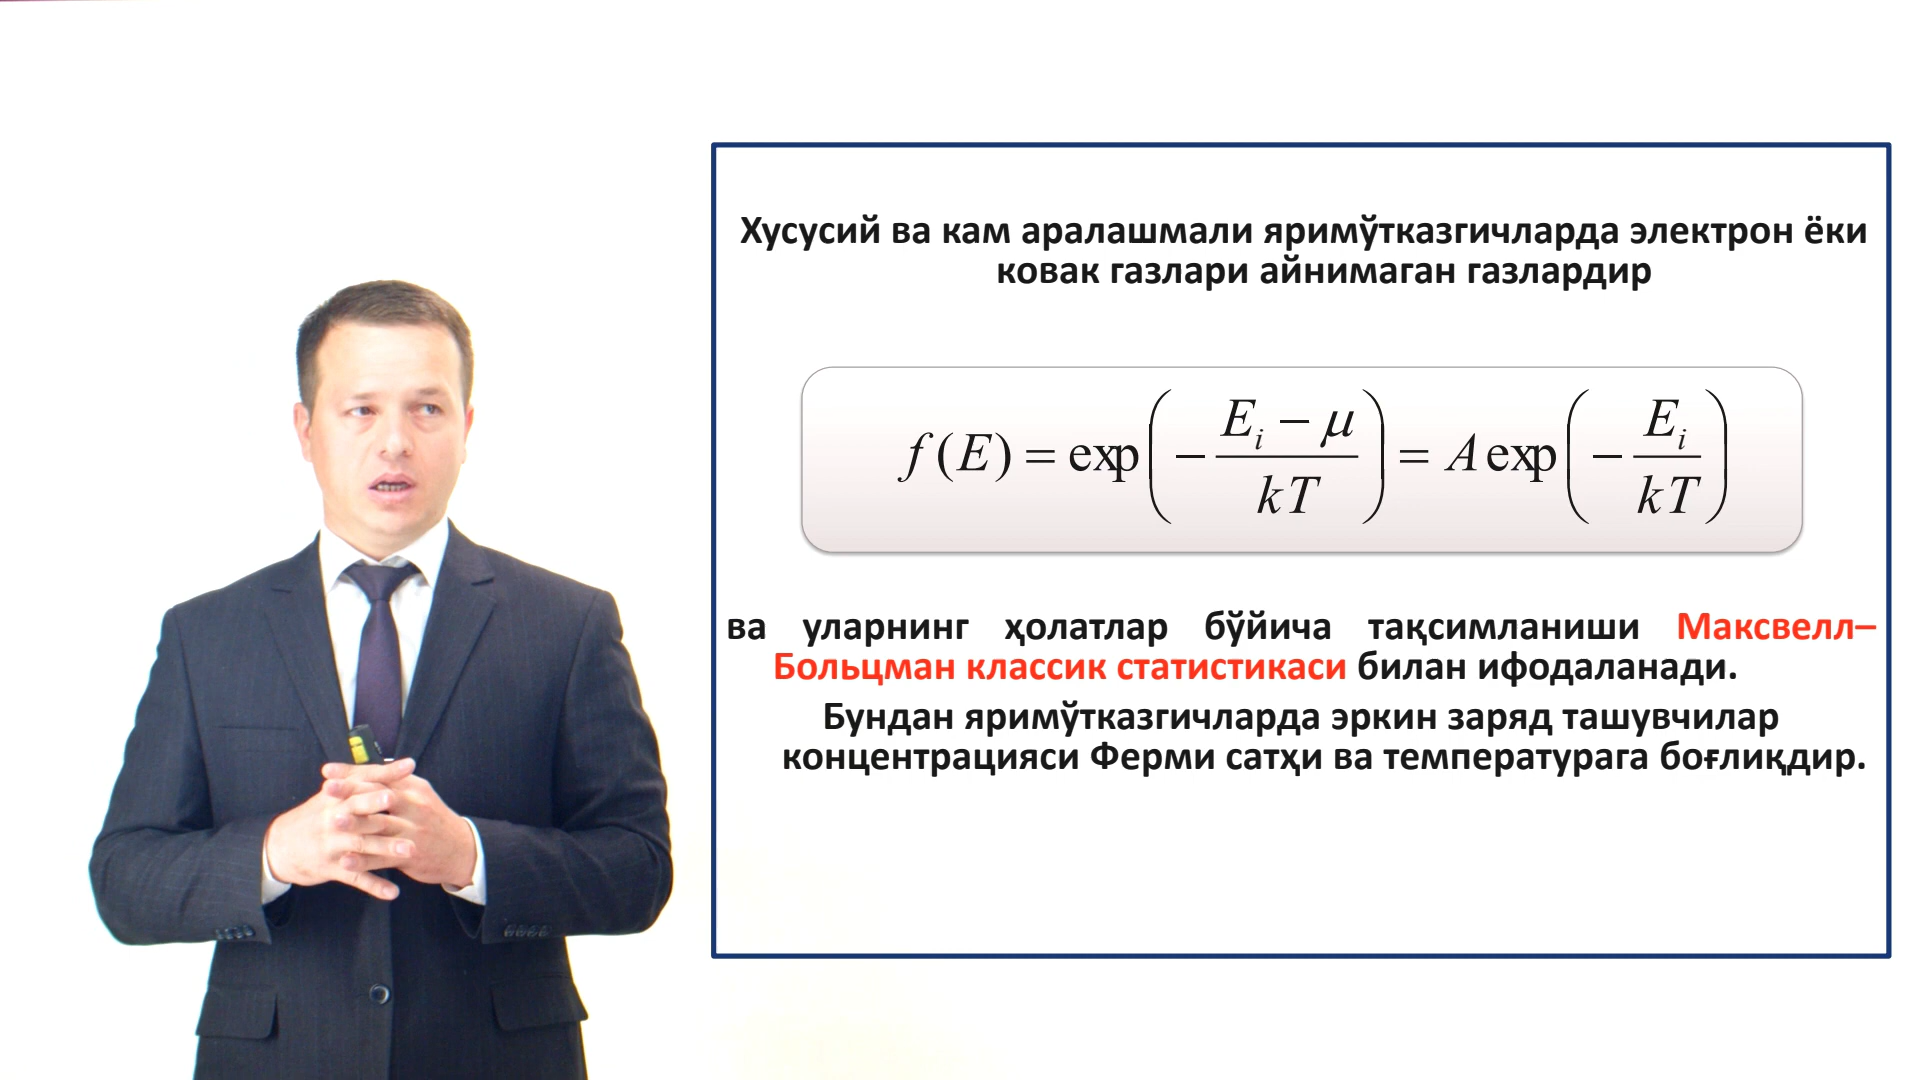 Хусусий ва кам аралашмали яримўтказгичларда электрон ёки
ковак газлари айнимаган газлардир
f(E) = exp(−(E_i − μ)/(kT)) = A exp(−E_i/(kT))
ва уларнинг ҳолатлар бўйича тақсимланиши Максвелл–
Больцман классик статистикаси билан ифодаланади.
Бундан яримўтказгичларда эркин заряд ташувчилар
концентрацияси Ферми сатҳи ва температурага боғлиқдир.